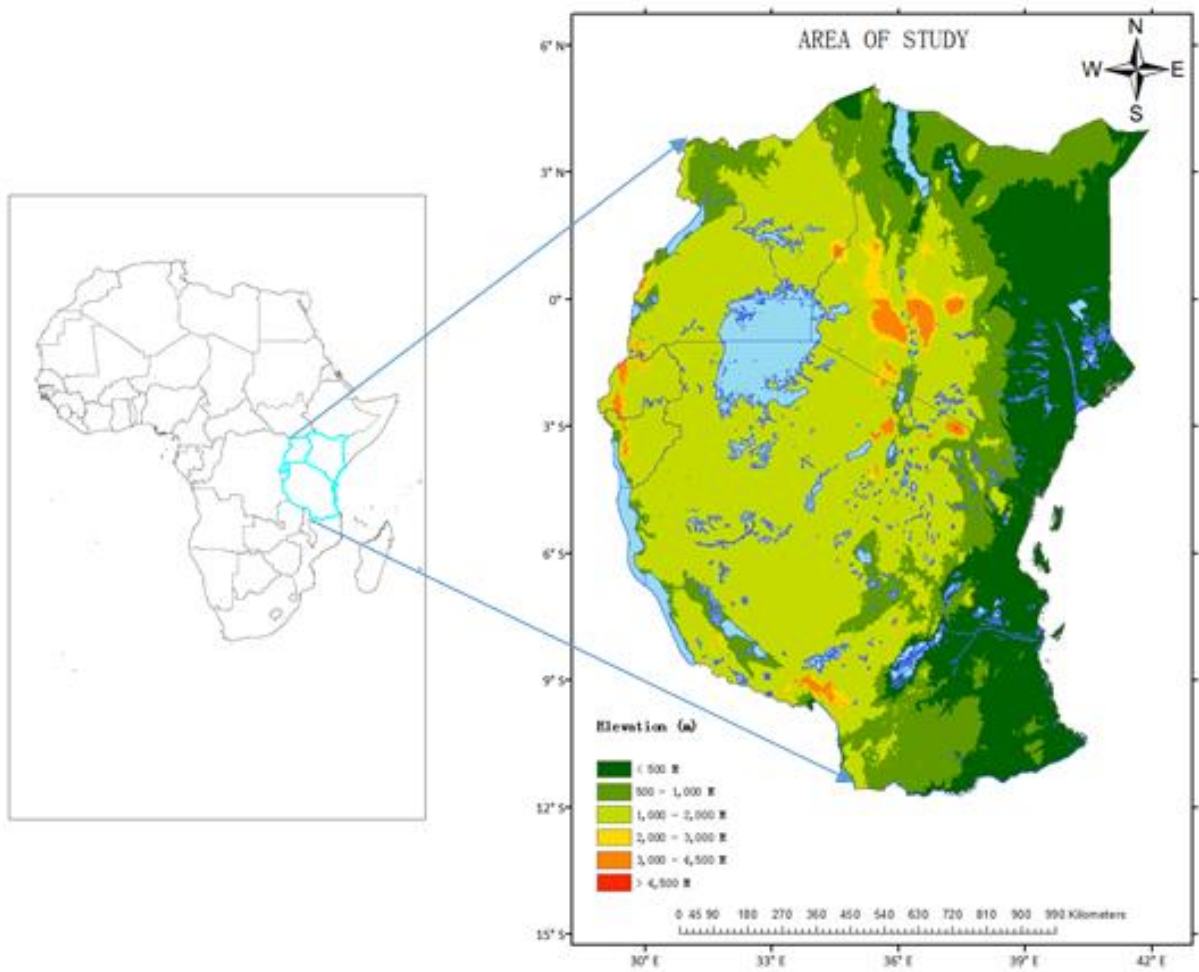 AREA OF STUDY
N
W E
S
6° N
3° N
0°
3° S
6° S
9° S
12° S
15° S
Elevation (m)
< 500 M
500 - 1,000 M
1,000 - 2,000 M
2,000 - 3,000 M
3,000 - 4,500 M
> 4,500 M
0 45 90 180 270 360 450 540 630 720 810 900 990 Kilometers
30° E 33° E 36° E 39° E 42° E